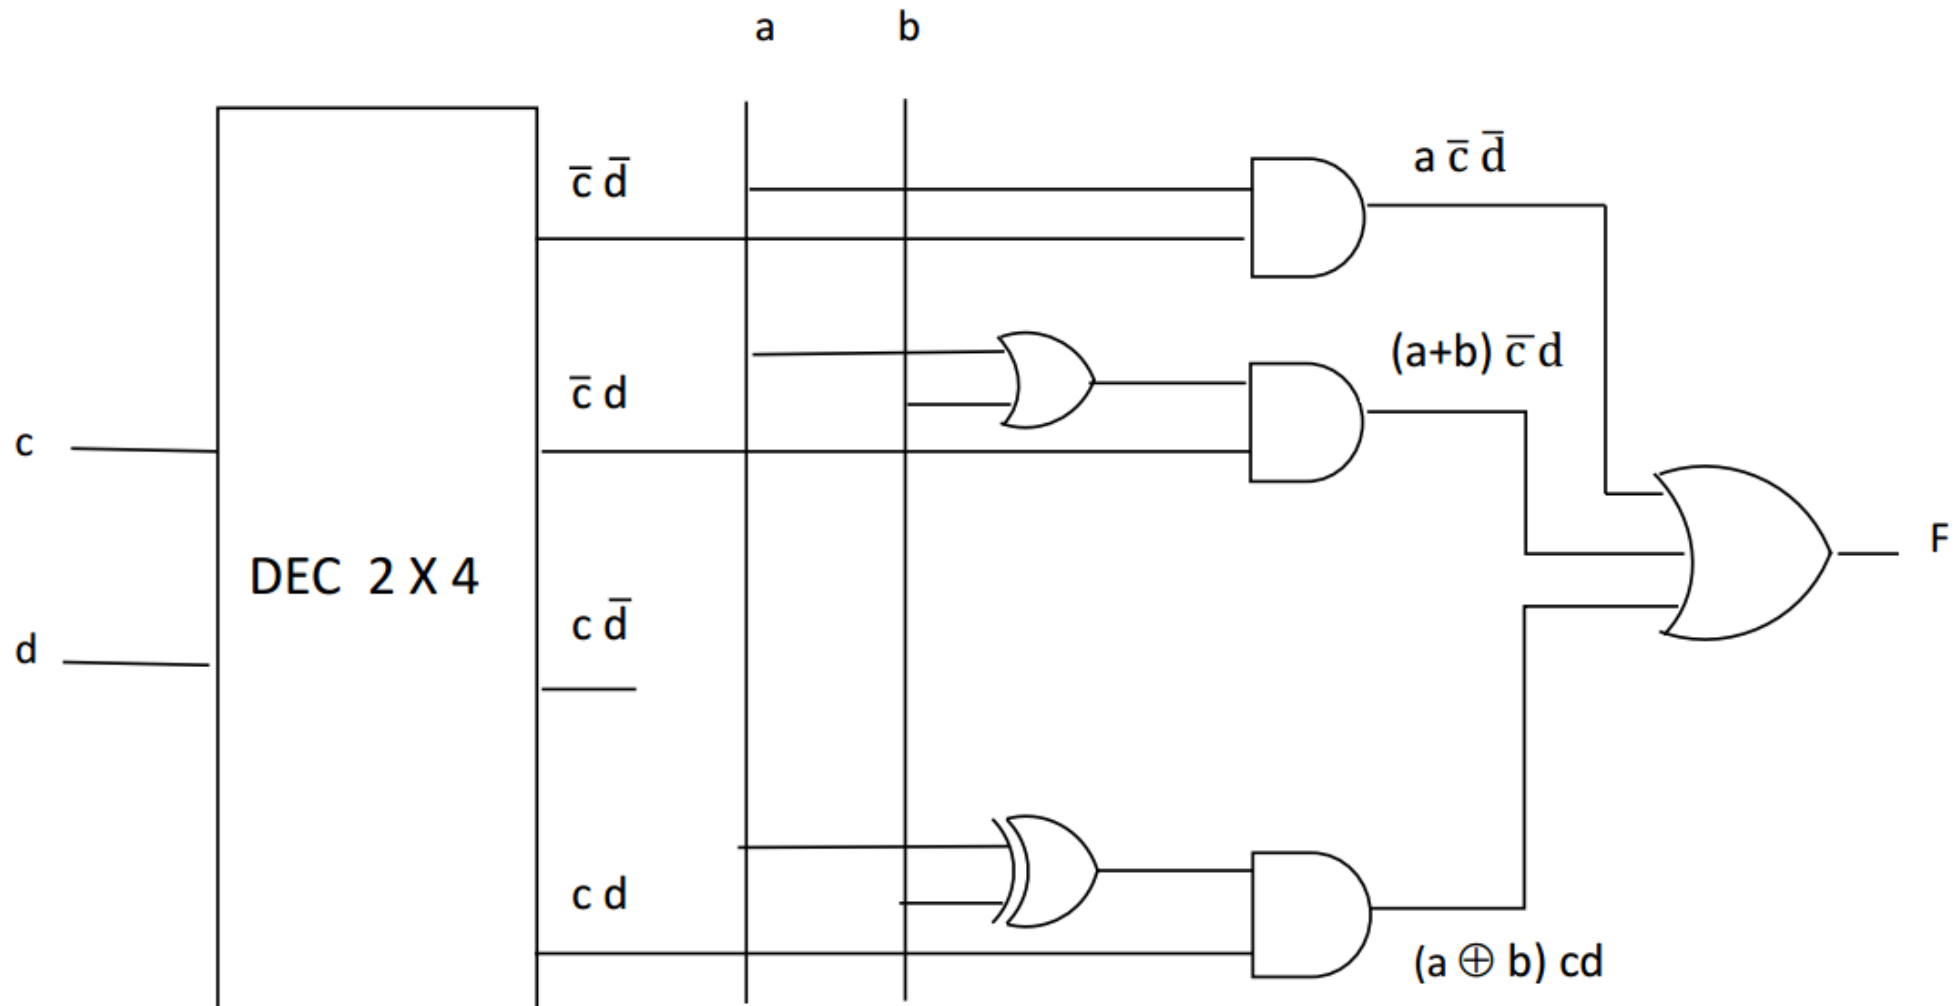 a b
c̅ d̅
a c̅ d̅
(a+b) c̅ d
c̅ d
c
F
DEC 2 X 4
c d̅
d
c d
(a ⊕ b) cd